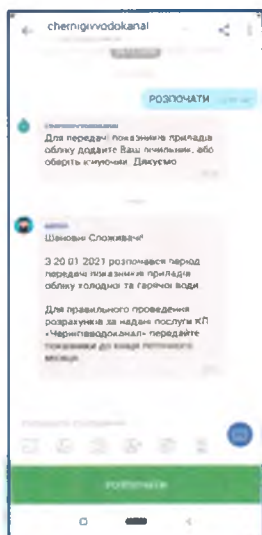 chernigivvodokanal
РОЗПОЧАТИ
Для передачі показників приладів
обліку додайте Ваш лічильник, або
оберіть існуючий. Дякуємо
Шановні Споживачі!
З 20 01 2021 розпочався період
передачі показників приладів
обліку холодної та гарячої води
Для правильного проведення
розрахунків за надані послуги КП
«Чернігівводоканал» передайте
показники до кінця поточного
місяця
РОЗПОЧАТИ